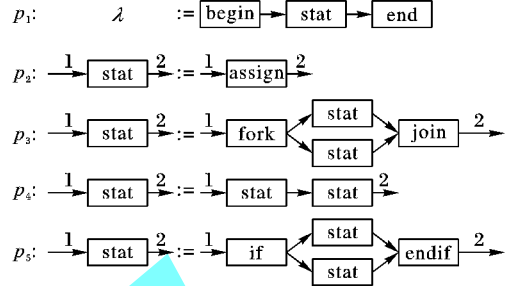 p₁: λ := begin stat end
p₂: 1 stat 2 := 1 assign 2
stat
p₃: 1 stat 2 := 1 fork join 2
stat
p₄: 1 stat 2 := 1 stat stat 2
stat
p₅: 1 stat 2 := 1 if endif 2
stat